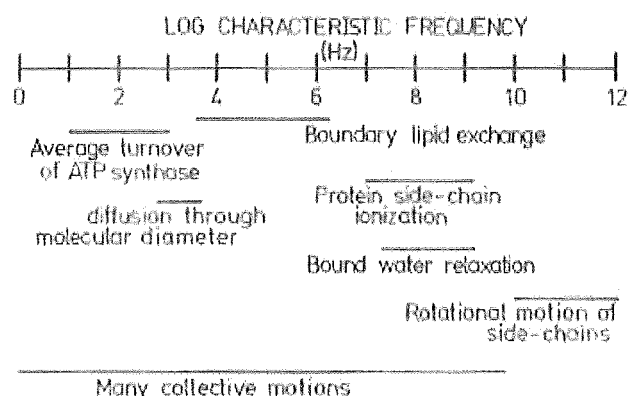 LOG CHARACTERISTIC FREQUENCY
(Hz)
0 2 4 6 8 10 12
Boundary lipid exchange
Average turnover
of ATP synthase
Protein side-chain
ionization
diffusion through
molecular diameter
Bound water relaxation
Rotational motion of
side-chains
Many collective motions